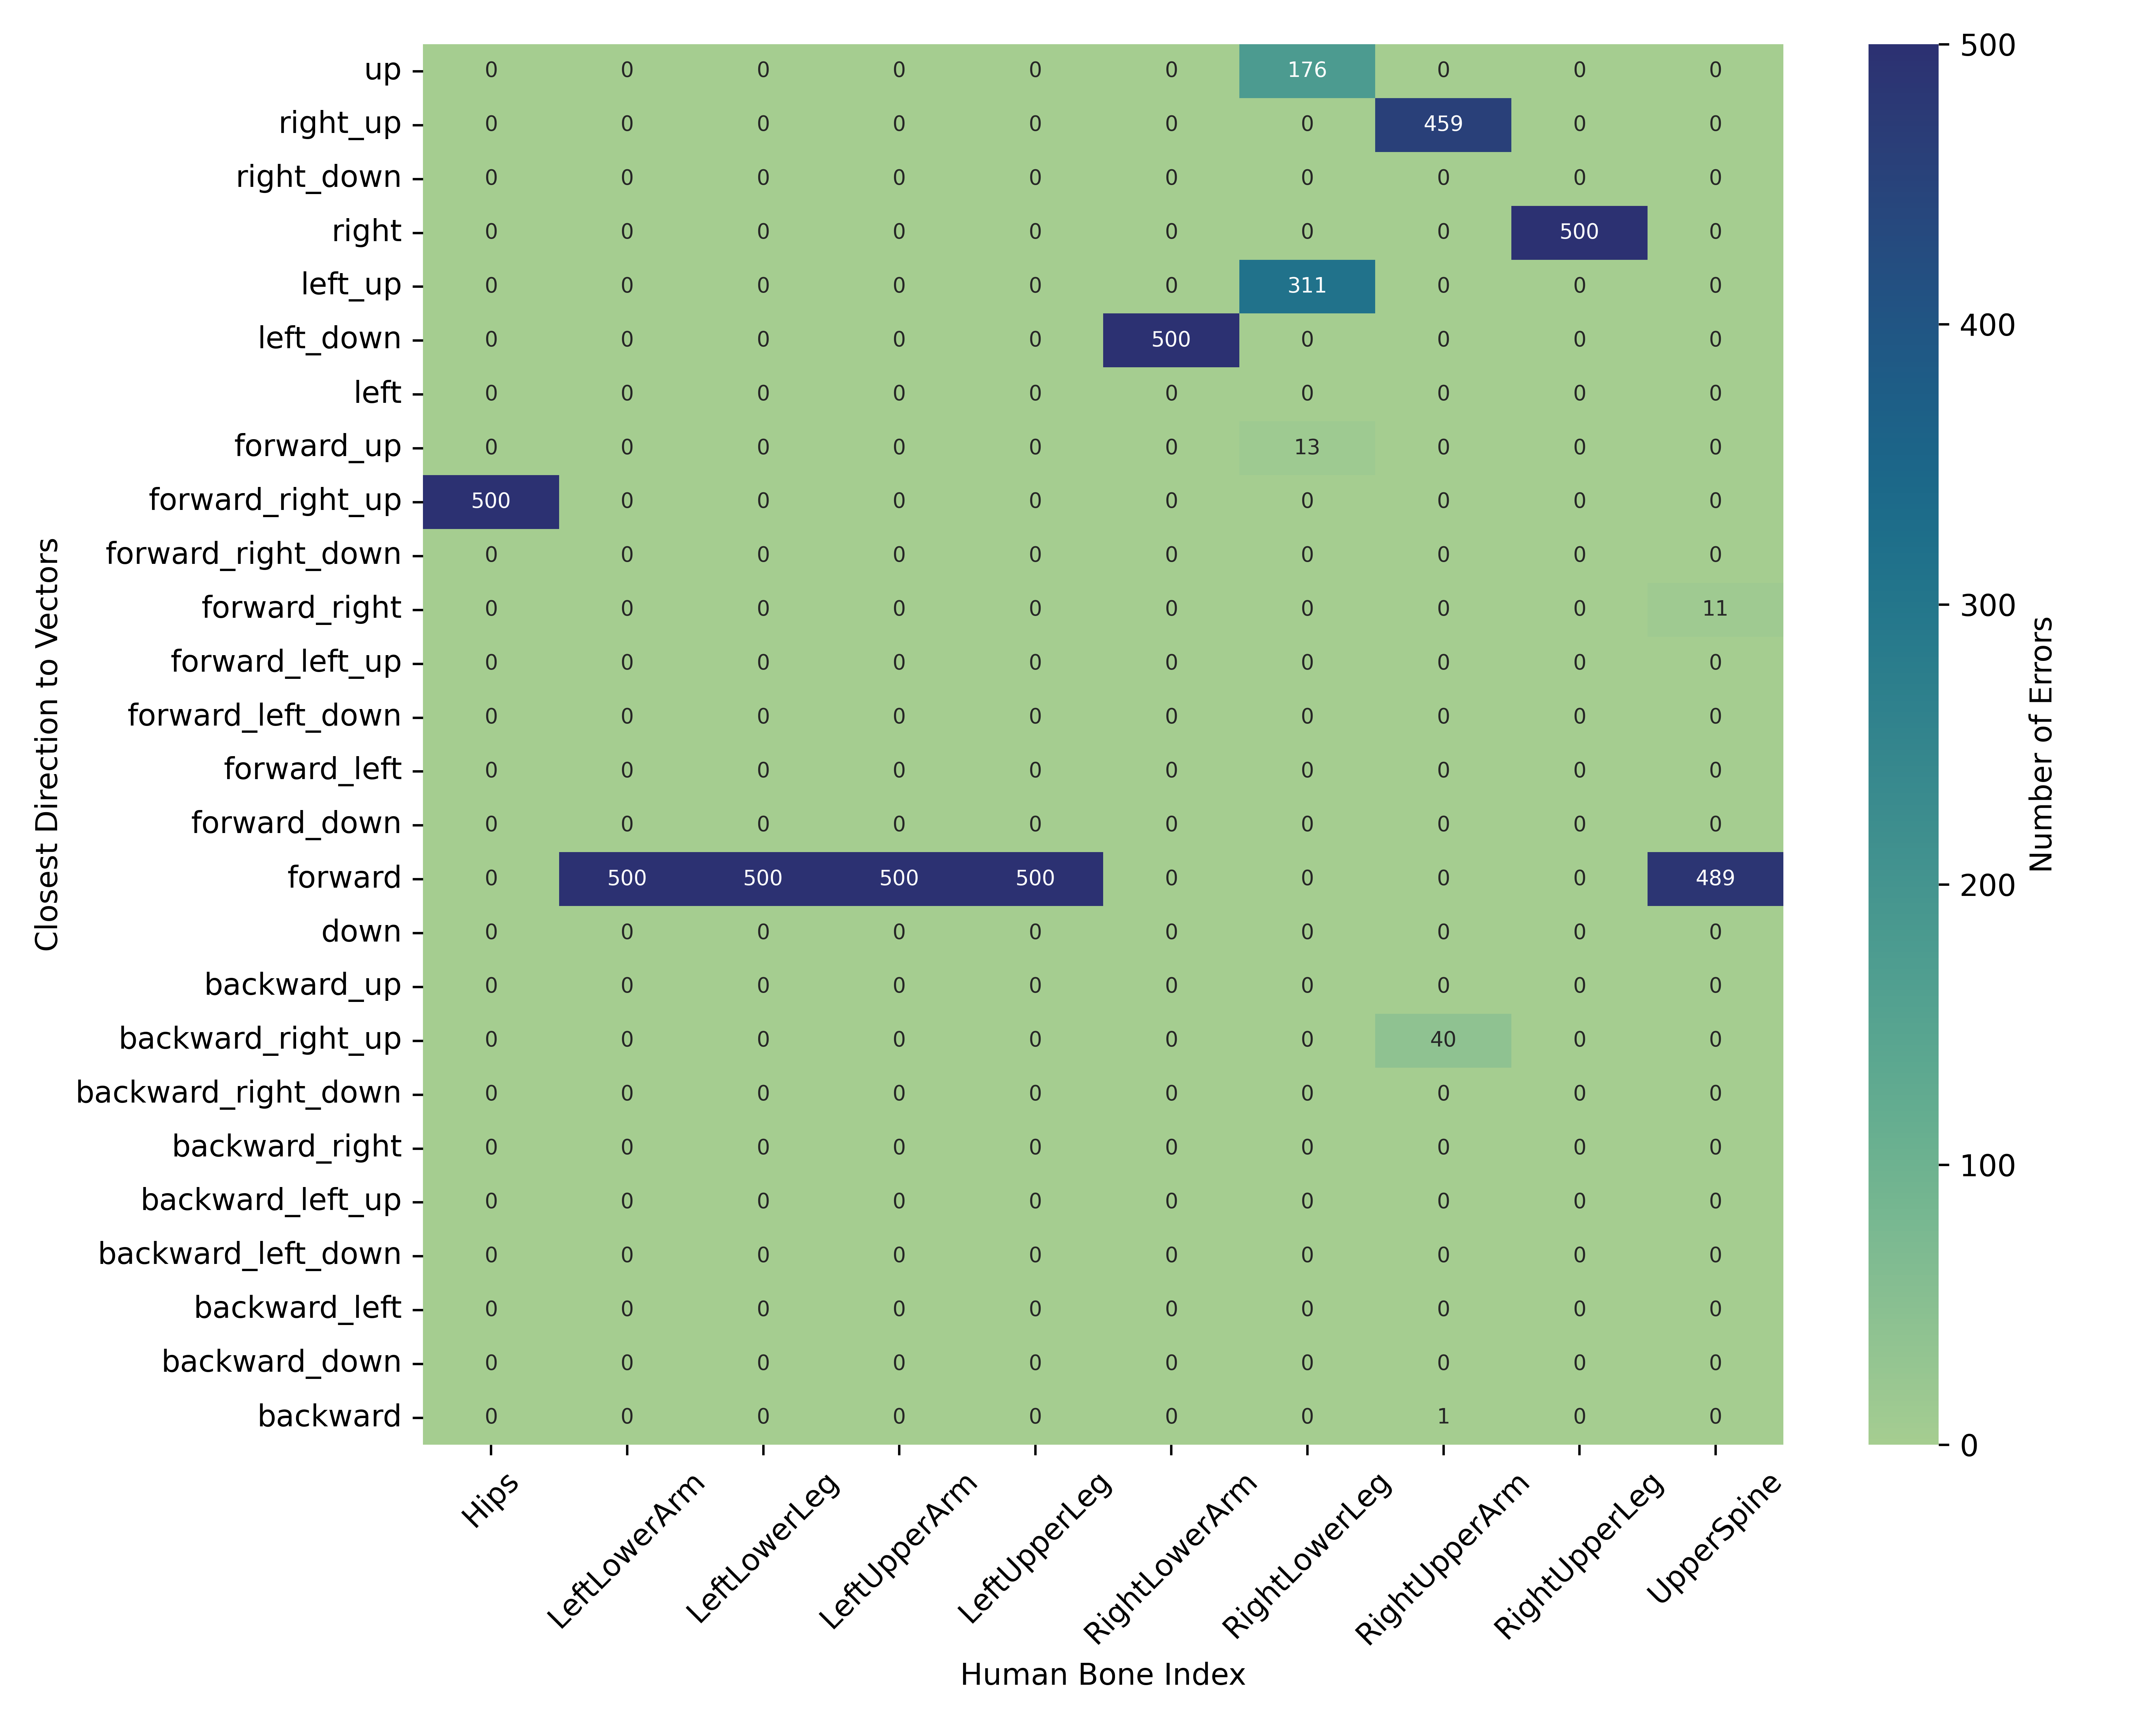 up 0 0 0 0 0 0 176 0 0 0
right_up 0 0 0 0 0 0 0 459 0 0
right_down 0 0 0 0 0 0 0 0 0 0
right 0 0 0 0 0 0 0 0 500 0
left_up 0 0 0 0 0 0 311 0 0 0
left_down 0 0 0 0 0 500 0 0 0 0
left 0 0 0 0 0 0 0 0 0 0
forward_up 0 0 0 0 0 0 13 0 0 0
forward_right_up 500 0 0 0 0 0 0 0 0 0
forward_right_down 0 0 0 0 0 0 0 0 0 0
forward_right 0 0 0 0 0 0 0 0 0 11
forward_left_up 0 0 0 0 0 0 0 0 0 0
forward_left_down 0 0 0 0 0 0 0 0 0 0
forward_left 0 0 0 0 0 0 0 0 0 0
forward_down 0 0 0 0 0 0 0 0 0 0
forward 0 500 500 500 500 0 0 0 0 489
down 0 0 0 0 0 0 0 0 0 0
backward_up 0 0 0 0 0 0 0 0 0 0
backward_right_up 0 0 0 0 0 0 0 40 0 0
backward_right_down 0 0 0 0 0 0 0 0 0 0
backward_right 0 0 0 0 0 0 0 0 0 0
backward_left_up 0 0 0 0 0 0 0 0 0 0
backward_left_down 0 0 0 0 0 0 0 0 0 0
backward_left 0 0 0 0 0 0 0 0 0 0
backward_down 0 0 0 0 0 0 0 0 0 0
backward 0 0 0 0 0 0 0 1 0 0
Closest Direction to Vectors
Hips
LeftLowerArm
LeftLowerLeg
LeftUpperArm
LeftUpperLeg
RightLowerArm
RightLowerLeg
RightUpperArm
RightUpperLeg
UpperSpine
Human Bone Index
500
400
300
200
100
0
Number of Errors